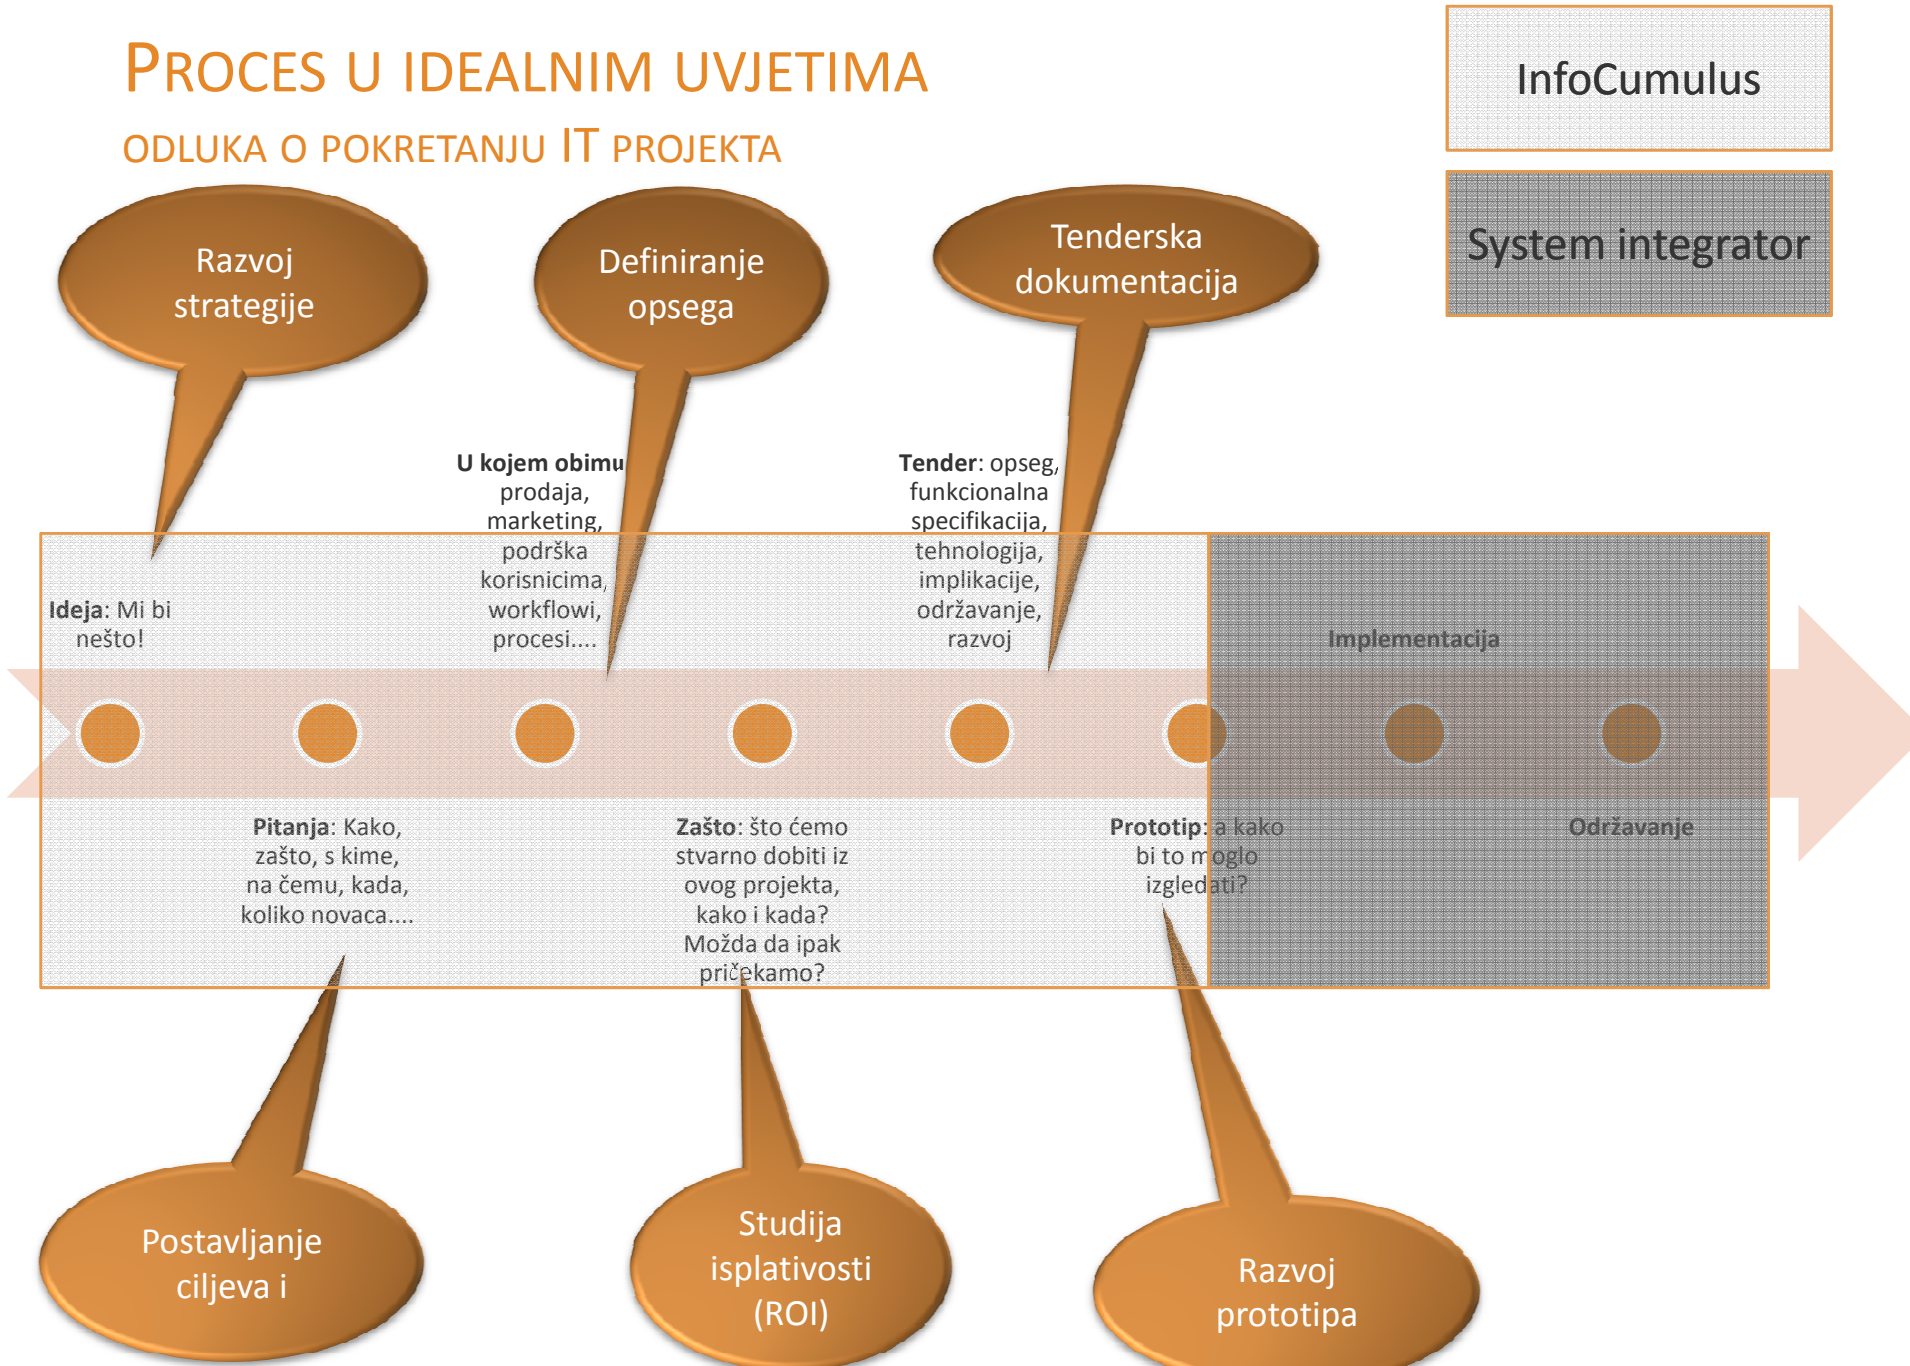 PROCES U IDEALNIM UVJETIMA
ODLUKA O POKRETANJU IT PROJEKTA
InfoCumulus
System integrator
Razvoj
strategije
Definiranje
opsega
Tenderska
dokumentacija
Ideja: Mi bi
nešto!
U kojem obimu
prodaja,
marketing,
podrška
korisnicima,
workflowi,
procesi....
Tender: opseg,
funkcionalna
specifikacija,
tehnologija,
implikacije,
održavanje,
razvoj
Implementacija
Pitanja: Kako,
zašto, s kime,
na čemu, kada,
koliko novaca....
Zašto: što ćemo
stvarno dobiti iz
ovog projekta,
kako i kada?
Možda da ipak
pričekamo?
Prototip: a kako
bi to moglo
izgledati?
Održavanje
Postavljanje
ciljeva i
Studija
isplativosti
(ROI)
Razvoj
prototipa